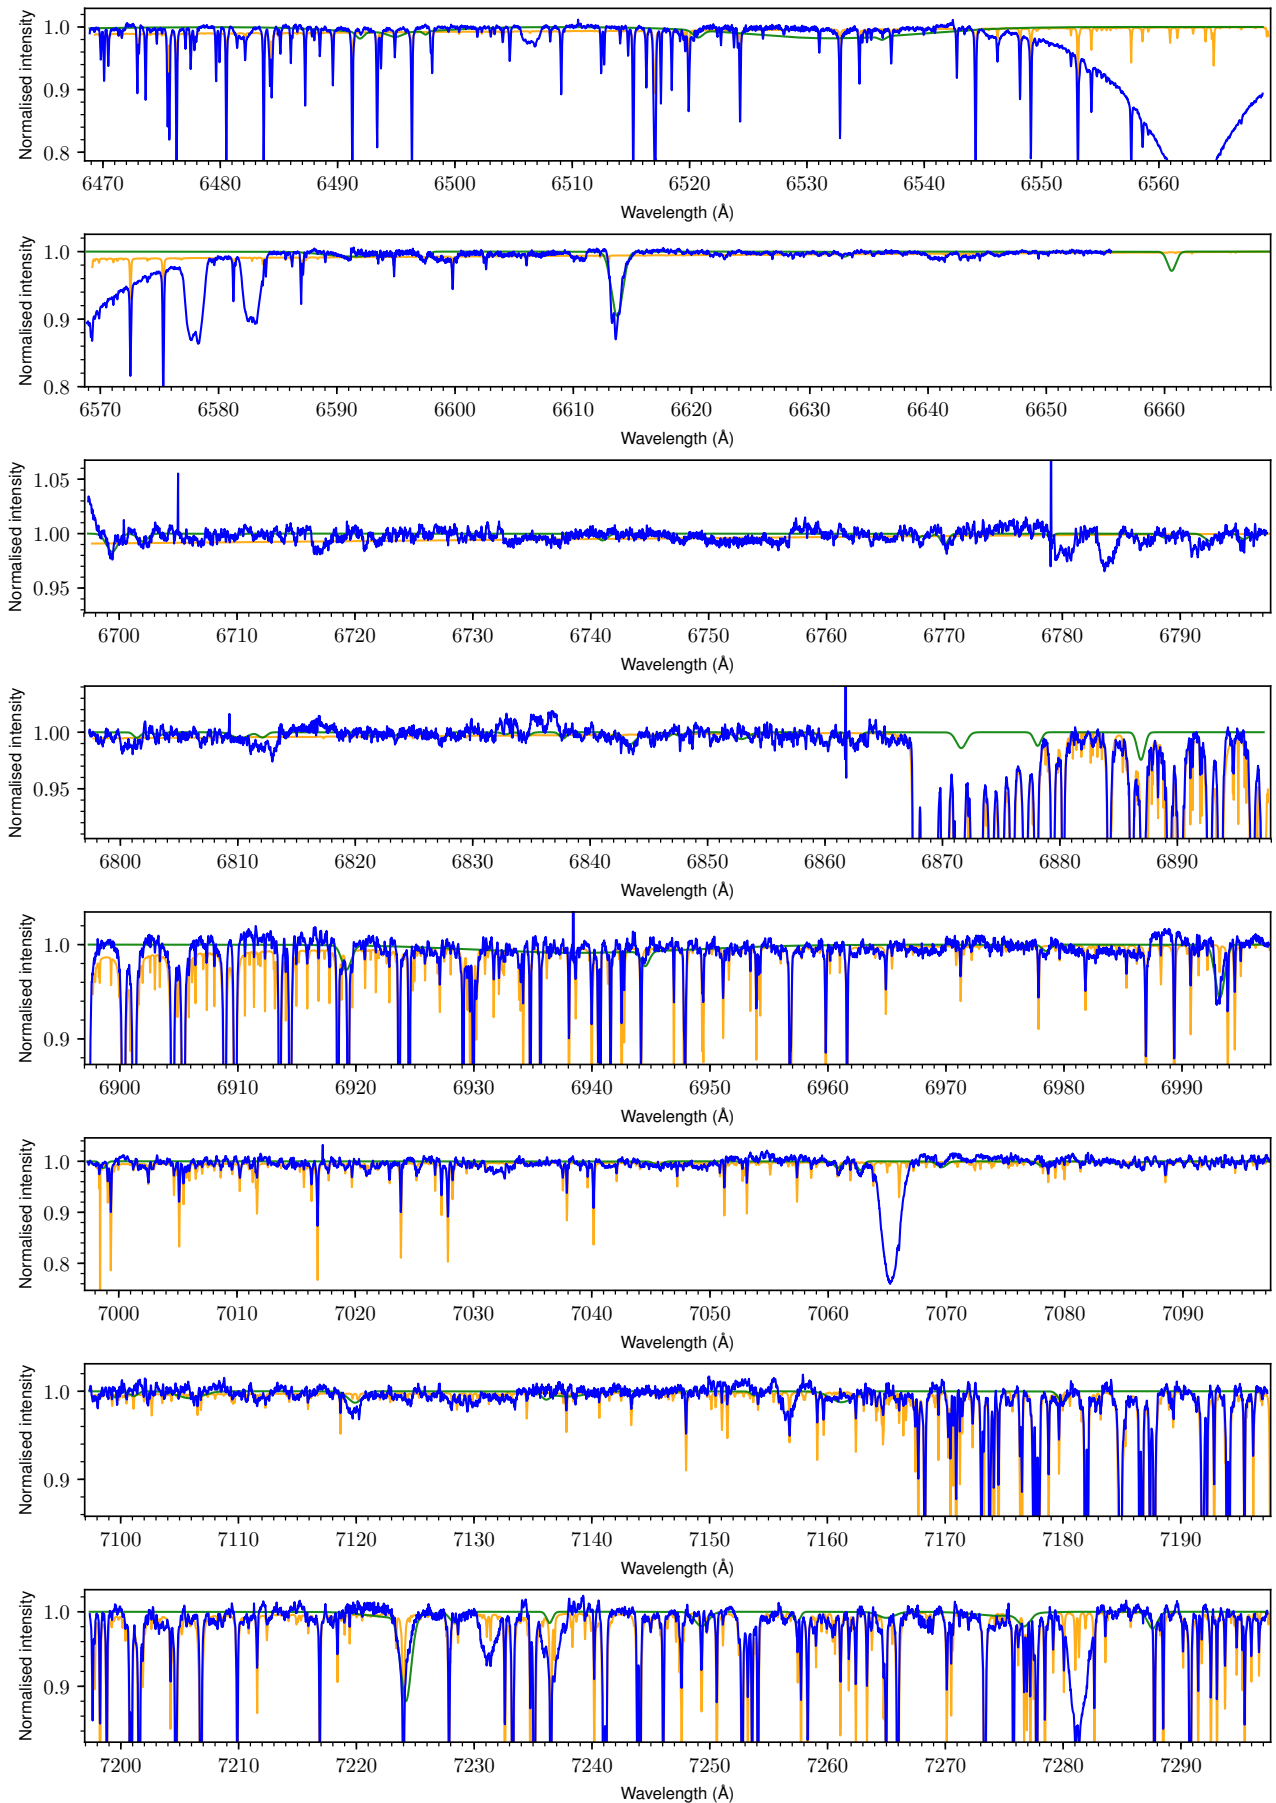 Normalised intensity
1.0
0.9
0.8
6470 6480 6490 6500 6510 6520 6530 6540 6550 6560
Wavelength (Å)
Normalised intensity
1.0
0.9
0.8
6570 6580 6590 6600 6610 6620 6630 6640 6650 6660
Wavelength (Å)
Normalised intensity
1.05
1.00
0.95
6700 6710 6720 6730 6740 6750 6760 6770 6780 6790
Wavelength (Å)
Normalised intensity
1.00
0.95
6800 6810 6820 6830 6840 6850 6860 6870 6880 6890
Wavelength (Å)
Normalised intensity
1.0
0.9
6900 6910 6920 6930 6940 6950 6960 6970 6980 6990
Wavelength (Å)
Normalised intensity
1.0
0.9
0.8
7000 7010 7020 7030 7040 7050 7060 7070 7080 7090
Wavelength (Å)
Normalised intensity
1.0
0.9
7100 7110 7120 7130 7140 7150 7160 7170 7180 7190
Wavelength (Å)
Normalised intensity
1.0
0.9
7200 7210 7220 7230 7240 7250 7260 7270 7280 7290
Wavelength (Å)